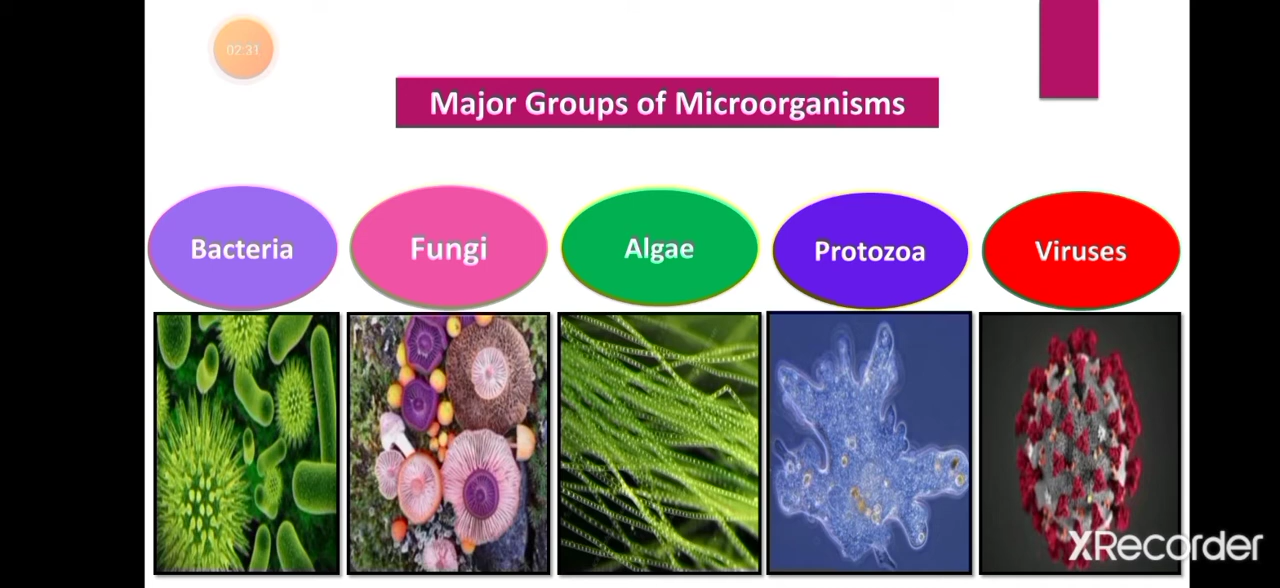 02:31
Major Groups of Microorganisms
Bacteria
Fungi
Algae
Protozoa
Viruses
XRecorder